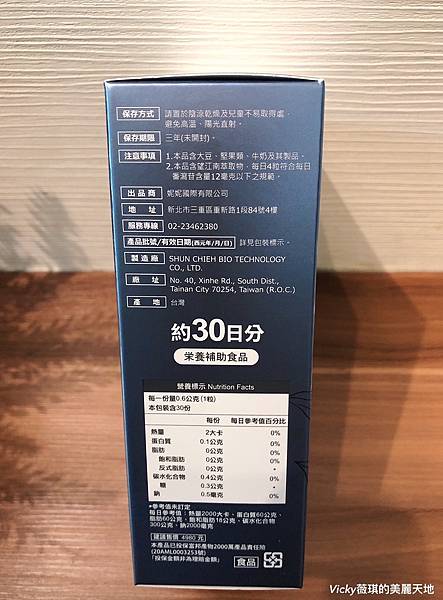 保存方式 請置於陰涼乾燥及兒童不易取得處,
避免高溫、陽光直射。
保存期限 三年(未開封)。
注意事項 1.本品含大豆、堅果類、牛奶及其製品。
2.本品含望江南萃取物,每日4粒符合每日
番瀉苷含量12毫克以下之規範。
出品商 妮妮國際有限公司
地址 新北市三重區重新路1段84號4樓
服務專線 02-23462380
產品批號/有效日期(西元年/月/日) 詳見包裝標示。
製造廠 SHUN CHIEH BIO TECHNOLOGY
CO., LTD.
廠址 No. 40, Xinhe Rd., South Dist.,
Tainan City 70254, Taiwan (R.O.C.)
產地 台灣
約30日分
栄養補助食品
營養標示 Nutrition Facts
每一份量0.6公克 (1粒)
本包裝含30份
每份 每日參考值百分比
熱量 2大卡 0%
蛋白質 0.1公克 0%
脂肪 0公克 0%
飽和脂肪 0公克 0%
反式脂肪 0公克 *
碳水化合物 0.4公克 0%
糖 0.3公克 *
鈉 0.5毫克 0%
*參考值未訂定
每日參考值:熱量2000大卡、蛋白質60公克、
脂肪60公克、飽和脂肪18公克、碳水化合物
300公克、鈉2000毫克
建議售價 4980 元
本產品已投保富邦產物2000萬產品責任險
(20AML0003253號)
「投保金額非為理賠金額」
食品
Vicky薇琪的美麗天地